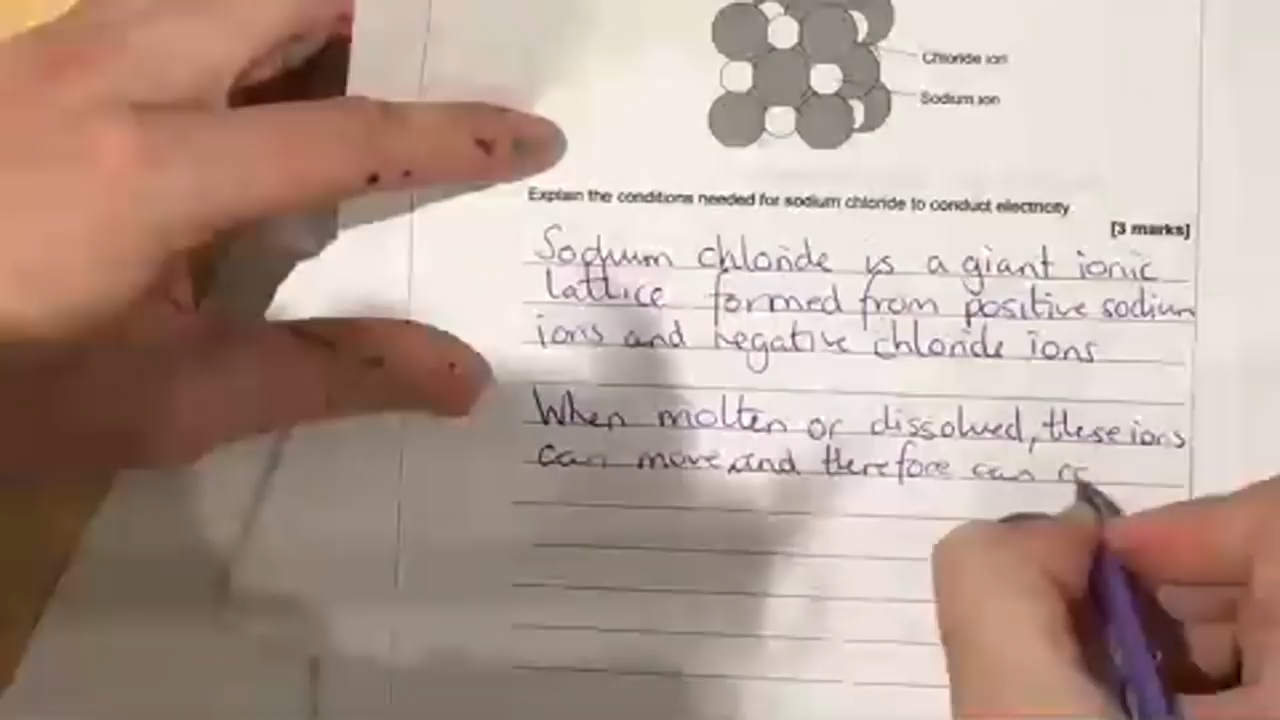 Chloride ion
Sodium ion
Explain the conditions needed for sodium chloride to conduct electricity
[3 marks]
Sodium chloride is a giant ionic
lattice formed from positive sodium
ions and negative chloride ions
When molten or dissolved, these ions
can move and therefore can